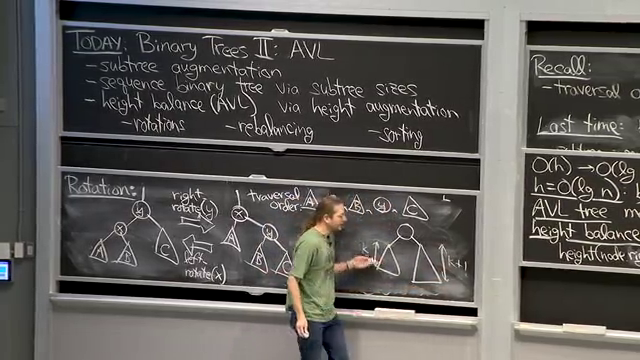 TODAY: Binary Trees II: AVL
- subtree augmentation
- sequence binary tree via subtree sizes
- height balance (AVL) via height augmentation
- rotations - rebalancing - sorting
Rotation:
y
x
A
B
C
right
rotate(y)
left
rotate(x)
x
y
A
B
C
traversal
order: A, B, y, C
k
k+1
Recall:
- traversal
Last time:
O(h) → O(lg
h = O(lg n):
AVL tree
height balance
height(node